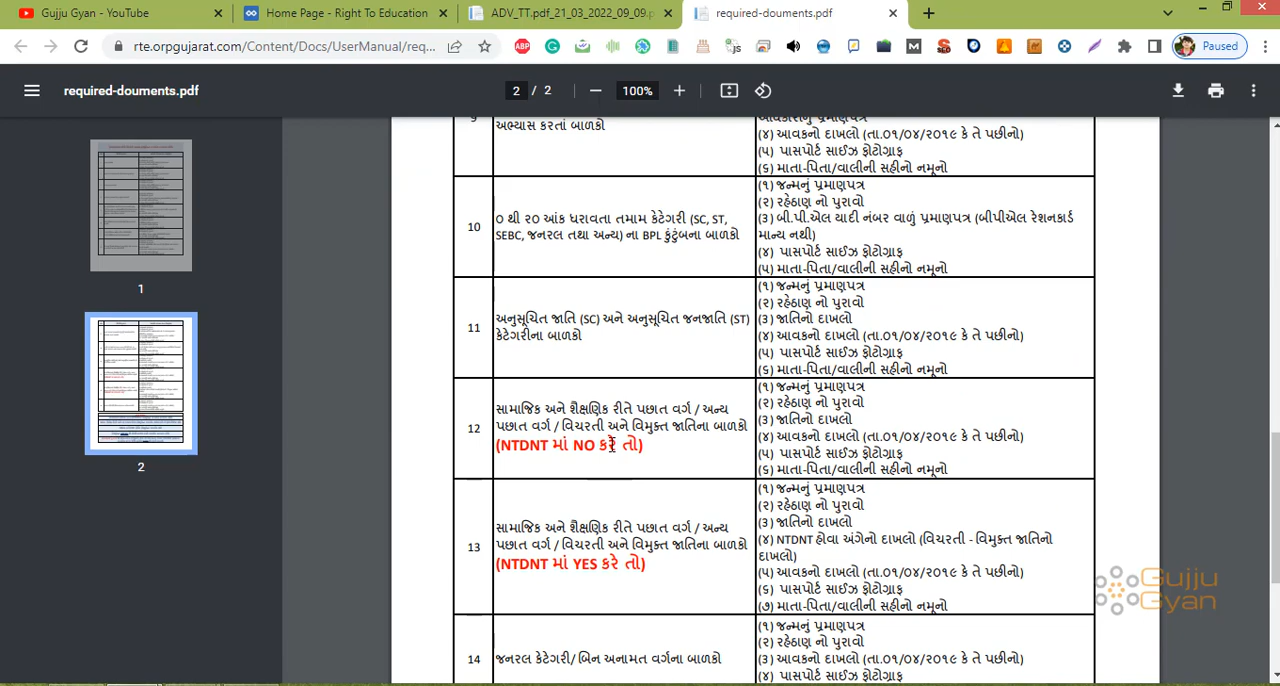 Gujju Gyan - YouTube
Home Page - Right To Education
ADV_TT.pdf_21_03_2022_09_09.p
required-douments.pdf
rte.orpgujarat.com/Content/Docs/UserManual/req...
ABP
JS
M
SEO
Paused
required-douments.pdf
2 / 2
100%
1
2
9
અભ્યાસ કરતાં બાળકો
આવકારીનું પ્રમાણપત્ર
(૪) આવકનો દાખલો (તા.૦૧/૦૪/૨૦૧૯ કે તે પછીનો)
(૫) પાસપોર્ટ સાઈઝ ફોટોગ્રાફ
(૬) માતા-પિતા/વાલીની સહીનો નમૂનો
10
૦ થી ૨૦ આંક ધરાવતા તમામ કેટેગરી (SC, ST,
SEBC, જનરલ તથા અન્ય) ના BPL કુંટુંબના બાળકો
(૧) જન્મનું પ્રમાણપત્ર
(૨) રહેઠાણ નો પુરાવો
(૩) બી.પી.એલ યાદી નંબર વાળું પ્રમાણપત્ર (બીપીએલ રેશનકાર્ડ
માન્ય નથી)
(૪) પાસપોર્ટ સાઈઝ ફોટોગ્રાફ
(૫) માતા-પિતા/વાલીની સહીનો નમૂનો
11
અનુસૂચિત જાતિ (SC) અને અનુસૂચિત જનજાતિ (ST)
કેટેગરીના બાળકો
(૧) જન્મનું પ્રમાણપત્ર
(૨) રહેઠાણ નો પુરાવો
(૩) જાતિનો દાખલો
(૪) આવકનો દાખલો (તા.૦૧/૦૪/૨૦૧૯ કે તે પછીનો)
(૫) પાસપોર્ટ સાઈઝ ફોટોગ્રાફ
(૬) માતા-પિતા/વાલીની સહીનો નમૂનો
12
સામાજિક અને શૈક્ષણિક રીતે પછાત વર્ગ / અન્ય
પછાત વર્ગ / વિચરતી અને વિમુક્ત જાતિના બાળકો
(NTDNT માં NO કરે તો)
(૧) જન્મનું પ્રમાણપત્ર
(૨) રહેઠાણ નો પુરાવો
(૩) જાતિનો દાખલો
(૪) આવકનો દાખલો (તા.૦૧/૦૪/૨૦૧૯ કે તે પછીનો)
(૫) પાસપોર્ટ સાઈઝ ફોટોગ્રાફ
(૬) માતા-પિતા/વાલીની સહીનો નમૂનો
13
સામાજિક અને શૈક્ષણિક રીતે પછાત વર્ગ / અન્ય
પછાત વર્ગ / વિચરતી અને વિમુક્ત જાતિના બાળકો
(NTDNT માં YES કરે તો)
(૧) જન્મનું પ્રમાણપત્ર
(૨) રહેઠાણ નો પુરાવો
(૩) જાતિનો દાખલો
(૪) NTDNT હોવા અંગેનો દાખલો (વિચરતી - વિમુક્ત જાતિનો
દાખલો)
(૫) આવકનો દાખલો (તા.૦૧/૦૪/૨૦૧૯ કે તે પછીનો)
(૬) પાસપોર્ટ સાઈઝ ફોટોગ્રાફ
(૭) માતા-પિતા/વાલીની સહીનો નમૂનો
14
જનરલ કેટેગરી/ બિન અનામત વર્ગના બાળકો
(૧) જન્મનું પ્રમાણપત્ર
(૨) રહેઠાણ નો પુરાવો
(૩) આવકનો દાખલો (તા.૦૧/૦૪/૨૦૧૯ કે તે પછીનો)
(૪) પાસપોર્ટ સાઈઝ ફોટોગ્રાફ
Gujju
Gyan